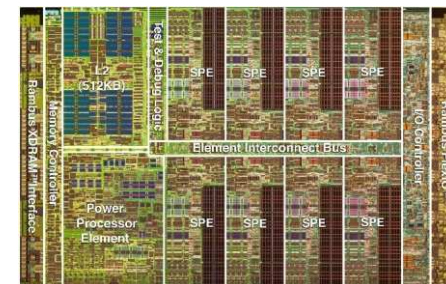 Rambus XDRAM™ Interface
Memory Controller
L2
(512KB)
Test & Debug Logic
SPE
SPE
SPE
SPE
Element Interconnect Bus
Power
Processor
Element
SPE
SPE
SPE
SPE
I/O Controller